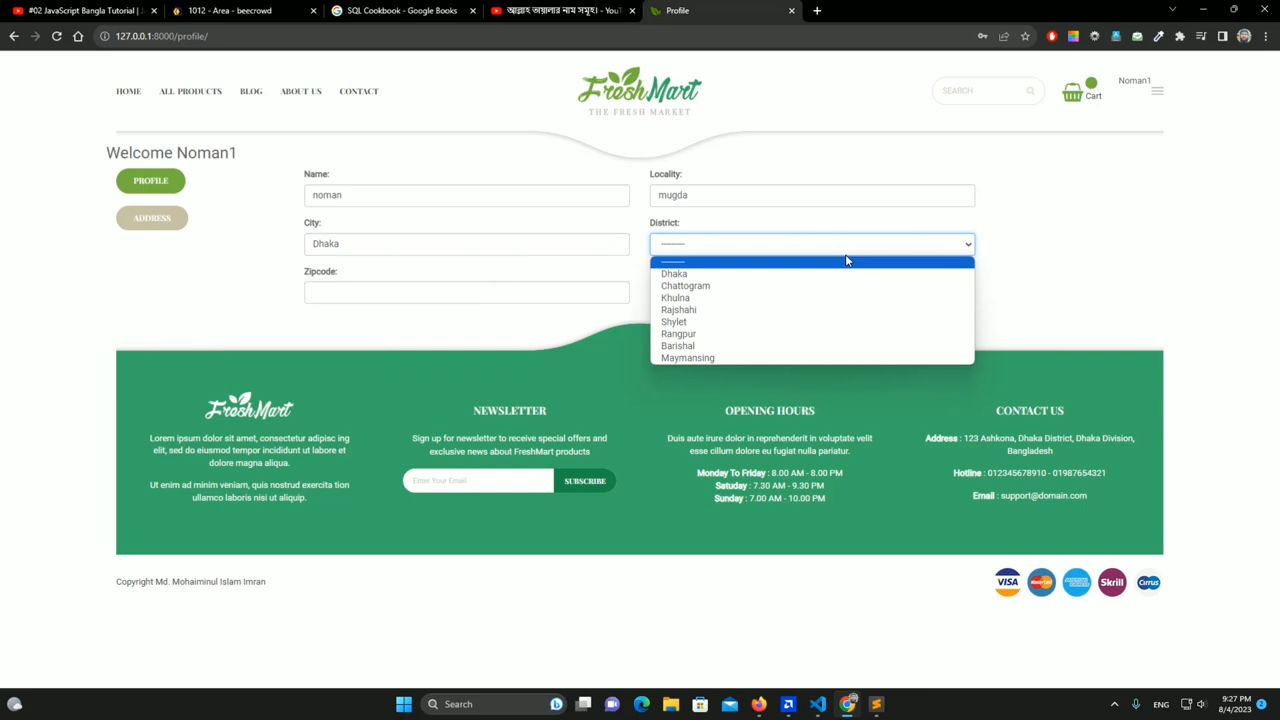 #02 JavaScript Bangla Tutorial |
1012 - Area - beecrowd
SQL Cookbook - Google Books
আল্লাহ তায়ালার নাম সমূহ। - YouT
Profile
127.0.0.1:8000/profile/
HOME
ALL PRODUCTS
BLOG
ABOUT US
CONTACT
FreshMart
THE FRESH MARKET
SEARCH
Cart
Noman1
Welcome Noman1
PROFILE
ADDRESS
Name:
noman
Locality:
mugda
City:
Dhaka
District:
---------
Zipcode:
---------
Dhaka
Chattogram
Khulna
Rajshahi
Shylet
Rangpur
Barishal
Maymansing
FreshMart
Lorem ipsum dolor sit amet, consectetur adipisc ing
elit, sed do eiusmod tempor incididunt ut labore et
dolore magna aliqua.
Ut enim ad minim veniam, quis nostrud exercita tion
ullamco laboris nisi ut aliquip.
NEWSLETTER
Sign up for newsletter to receive special offers and
exclusive news about FreshMart products
Enter Your Email
SUBSCRIBE
OPENING HOURS
Duis aute irure dolor in reprehenderit in voluptate velit
esse cillum dolore eu fugiat nulla pariatur.
Monday To Friday : 8.00 AM - 8.00 PM
Satuday : 7.30 AM - 9.30 PM
Sunday : 7.00 AM - 10.00 PM
CONTACT US
Address : 123 Ashkona, Dhaka District, Dhaka Division,
Bangladesh
Hotline : 012345678910 - 01987654321
Email : support@domain.com
Copyright Md. Mohaiminul Islam Imran
VISA
MasterCard
AMERICAN EXPRESS
Skrill
Cirrus
Search
ENG
9:27 PM
8/4/2023
2